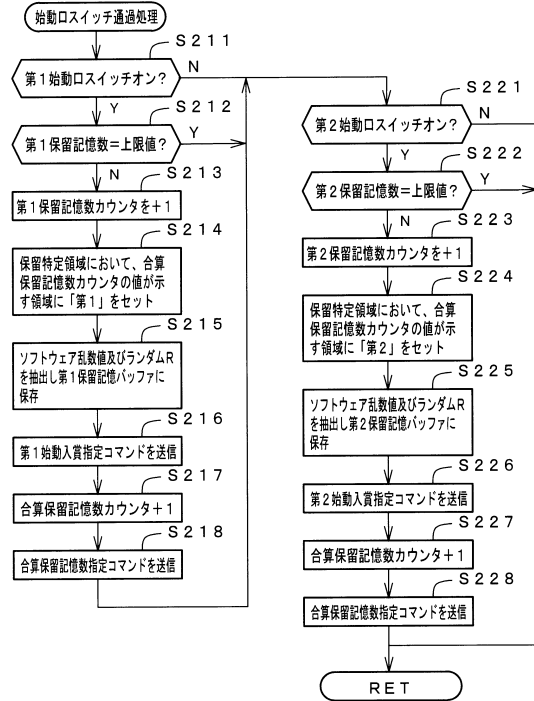 始動口スイッチ通過処理
S211
第1始動口スイッチオン?
N
Y
S212
第1保留記憶数=上限値?
Y
N
S213
第1保留記憶数カウンタを+1
S214
保留特定領域において、合算
保留記憶数カウンタの値が示
す領域に「第1」をセット
S215
ソフトウェア乱数値及びランダムR
を抽出し第1保留記憶バッファに
保存
S216
第1始動入賞指定コマンドを送信
S217
合算保留記憶数カウンタ+1
S218
合算保留記憶数指定コマンドを送信
S221
第2始動口スイッチオン?
N
Y
S222
第2保留記憶数=上限値?
Y
N
S223
第2保留記憶数カウンタを+1
S224
保留特定領域において、合算
保留記憶数カウンタの値が示
す領域に「第2」をセット
S225
ソフトウェア乱数値及びランダムR
を抽出し第2保留記憶バッファに
保存
S226
第2始動入賞指定コマンドを送信
S227
合算保留記憶数カウンタ+1
S228
合算保留記憶数指定コマンドを送信
RET